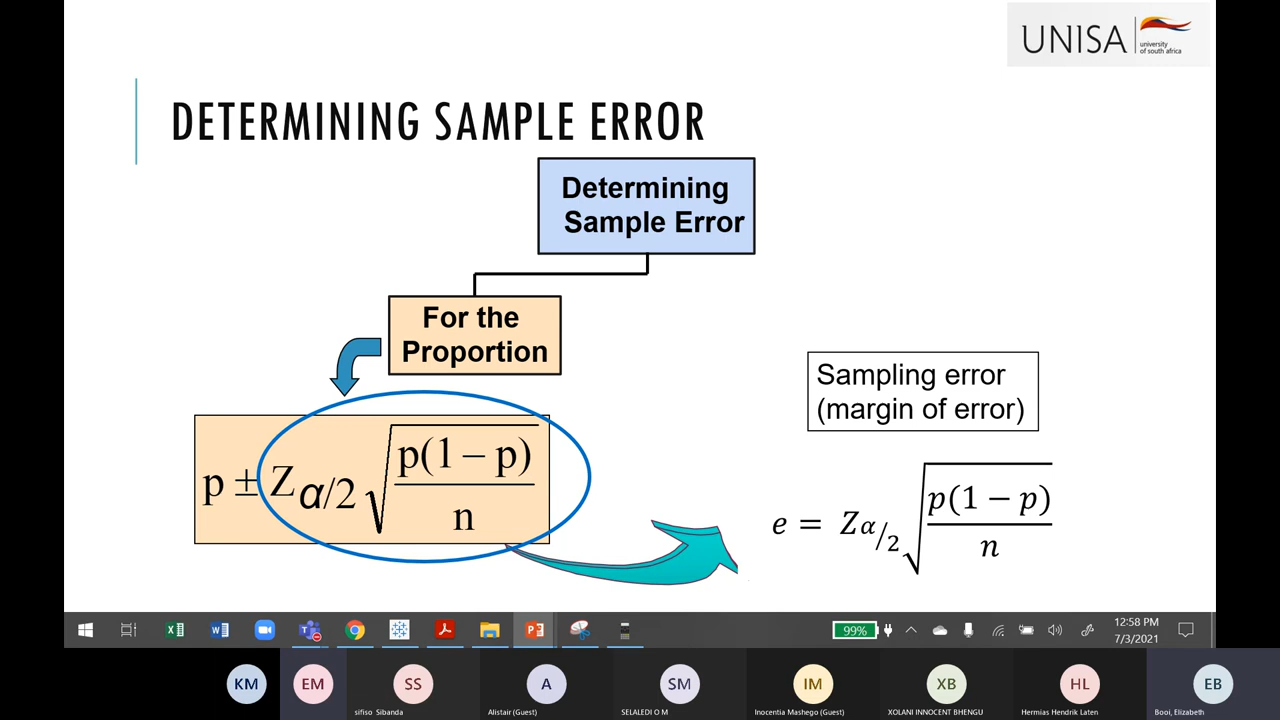 UNISA
university
of south africa
DETERMINING SAMPLE ERROR
Determining
Sample Error
For the
Proportion
p ± Zα/2 √(p(1 – p)/n)
Sampling error
(margin of error)
e = Zα/2 √(p(1 − p)/n)
99%
12:58 PM
7/3/2021
KM
EM
SS
A
SM
IM
XB
HL
EB
sifiso Sibanda
Alistair (Guest)
SELALEDI O M
Inocentia Mashego (Guest)
XOLANI INNOCENT BHENGU
Hermias Hendrik Laten
Booi, Elizabeth